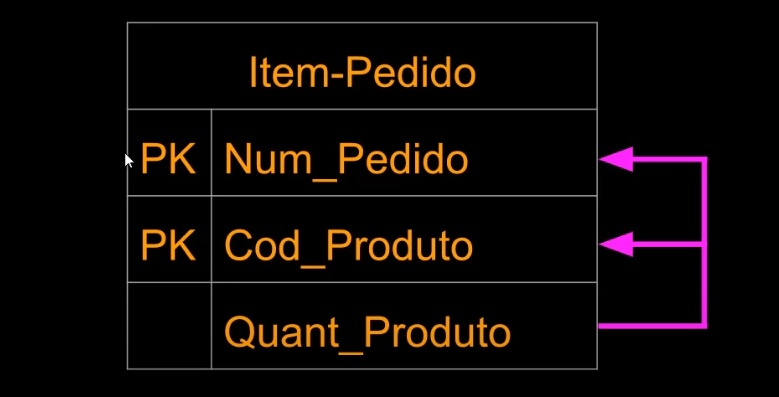 Item-Pedido
PK Num_Pedido
PK Cod_Produto
Quant_Produto